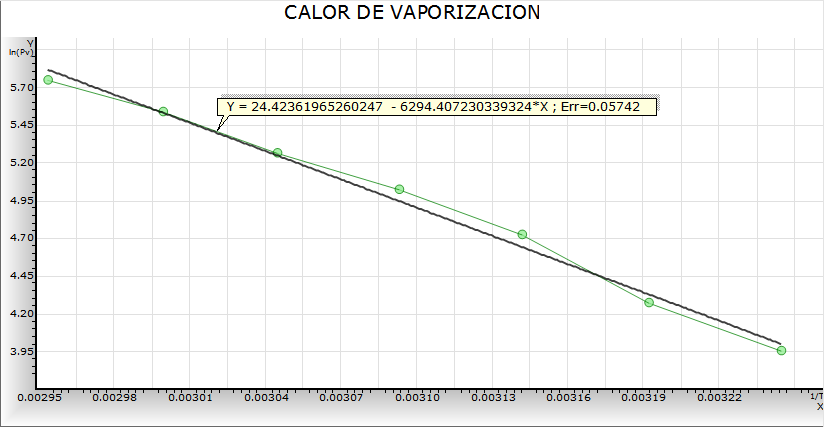 CALOR DE VAPORIZACION
Y
ln(Pv)
Y = 24.42361965260247 - 6294.407230339324*X ; Err=0.05742
5.70
5.45
5.20
4.95
4.70
4.45
4.20
3.95
0.00295 0.00298 0.00301 0.00304 0.00307 0.00310 0.00313 0.00316 0.00319 0.00322 1/T
X